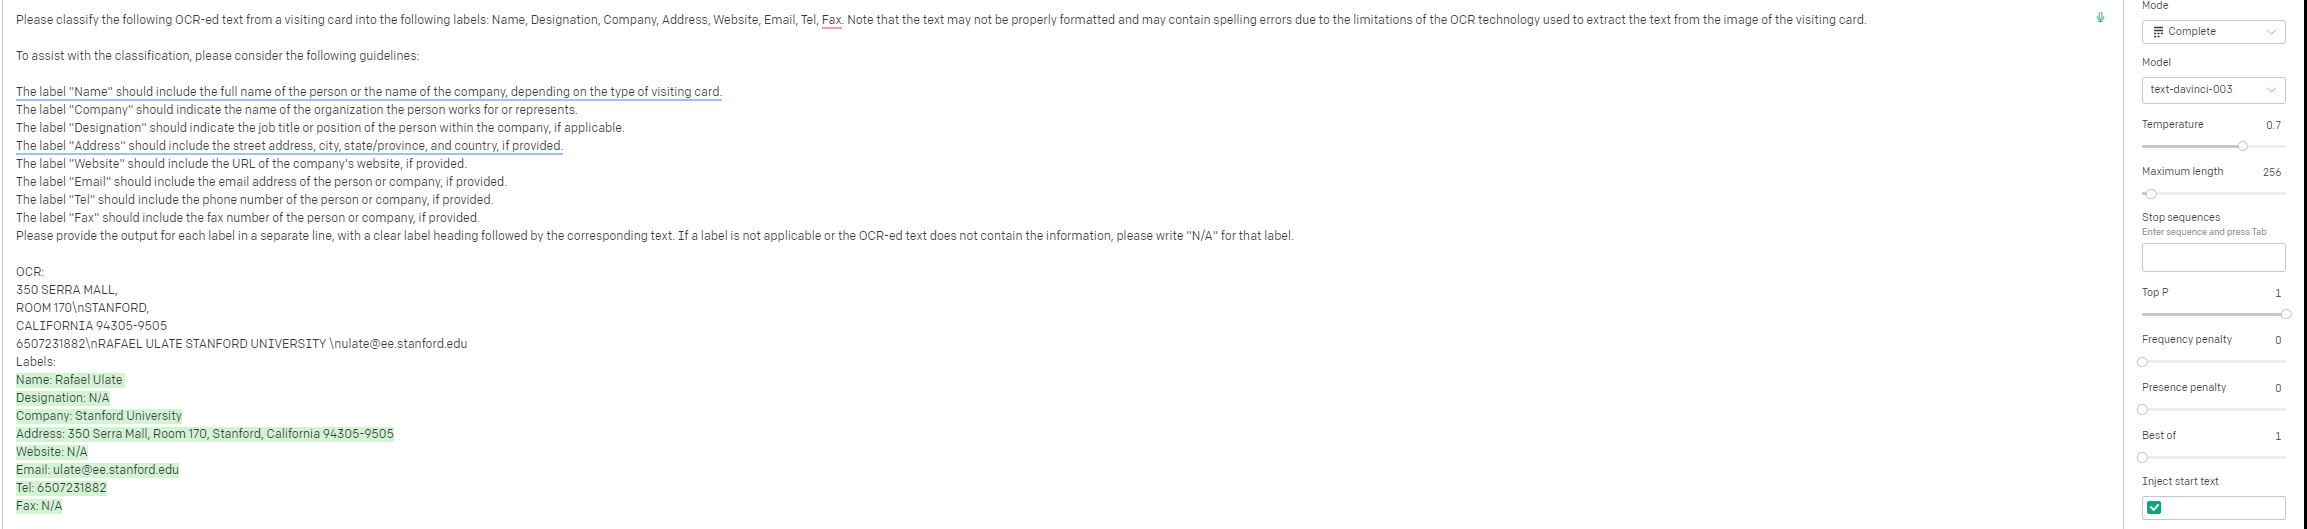 Please classify the following OCR-ed text from a visiting card into the following labels: Name, Designation, Company, Address, Website, Email, Tel, Fax. Note that the text may not be properly formatted and may contain spelling errors due to the limitations of the OCR technology used to extract the text from the image of the visiting card.
To assist with the classification, please consider the following guidelines:
The label "Name" should include the full name of the person or the name of the company, depending on the type of visiting card.
The label "Company" should indicate the name of the organization the person works for or represents.
The label "Designation" should indicate the job title or position of the person within the company, if applicable.
The label "Address" should include the street address, city, state/province, and country, if provided.
The label "Website" should include the URL of the company's website, if provided.
The label "Email" should include the email address of the person or company, if provided.
The label "Tel" should include the phone number of the person or company, if provided.
The label "Fax" should include the fax number of the person or company, if provided.
Please provide the output for each label in a separate line, with a clear label heading followed by the corresponding text. If a label is not applicable or the OCR-ed text does not contain the information, please write "N/A" for that label.
OCR:
350 SERRA MALL,
ROOM 170\nSTANFORD,
CALIFORNIA 94305-9505
6507231882\nRAFAEL ULATE STANFORD UNIVERSITY \nulate@ee.stanford.edu
Labels:
Name: Rafael Ulate
Designation: N/A
Company: Stanford University
Address: 350 Serra Mall, Room 170, Stanford, California 94305-9505
Website: N/A
Email: ulate@ee.stanford.edu
Tel: 6507231882
Fax: N/A
Mode
Complete
Model
text-davinci-003
Temperature 0.7
Maximum length 256
Stop sequences
Enter sequence and press Tab
Top P 1
Frequency penalty 0
Presence penalty 0
Best of 1
Inject start text